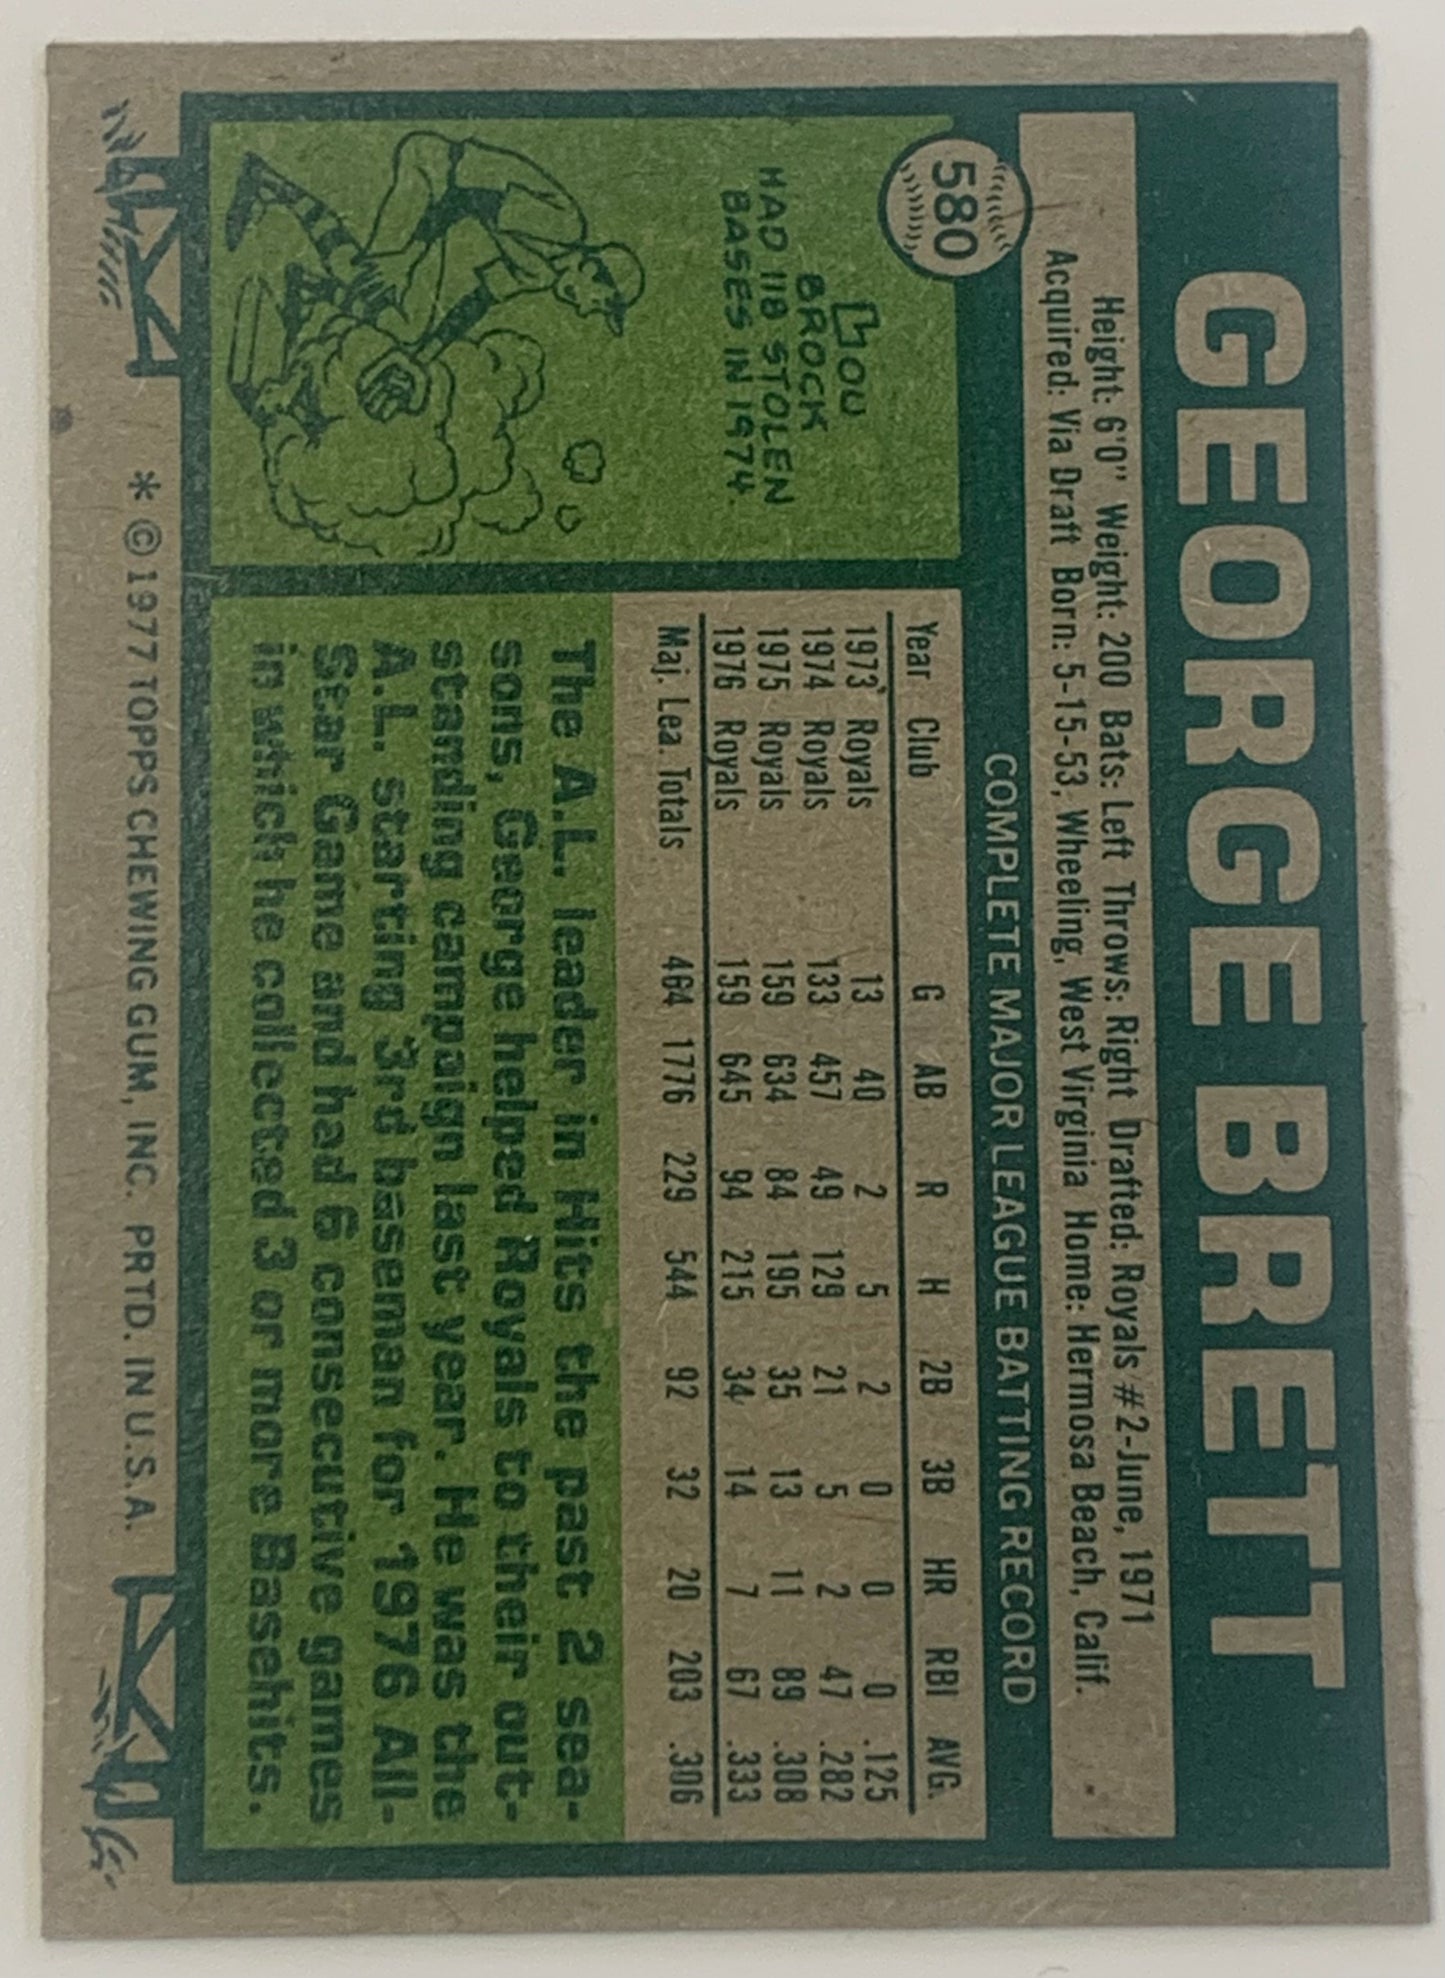 GEORGE BRETT
Height: 6'0" Weight: 200 Bats: Left Throws: Right Drafted: Royals #2-June, 1971
Acquired: Via Draft Born: 5-15-53, Wheeling, West Virginia Home: Hermosa Beach, Calif.
580
COMPLETE MAJOR LEAGUE BATTING RECORD
Year Club G AB R H 2B 3B HR RBI AVG.
1973 Royals 13 40 2 5 2 0 0 0 .125
1974 Royals 133 457 49 129 21 5 2 47 .282
1975 Royals 159 634 84 195 35 13 11 89 .308
1976 Royals 159 645 94 215 34 14 7 67 .333
Maj. Lea. Totals 464 1776 229 544 92 32 20 203 .306
LOU
BROCK
HAD 118 STOLEN
BASES IN 1974.
The A.L. leader in Hits the past 2 sea-
sons, George helped Royals to their out-
standing campaign last year. He was the
A.L. starting 3rd baseman for 1976 All-
Star Game and had 6 consecutive games
in which he collected 3 or more Basehits.
* © 1977 TOPPS CHEWING GUM, INC. PRTD. IN U.S.A.